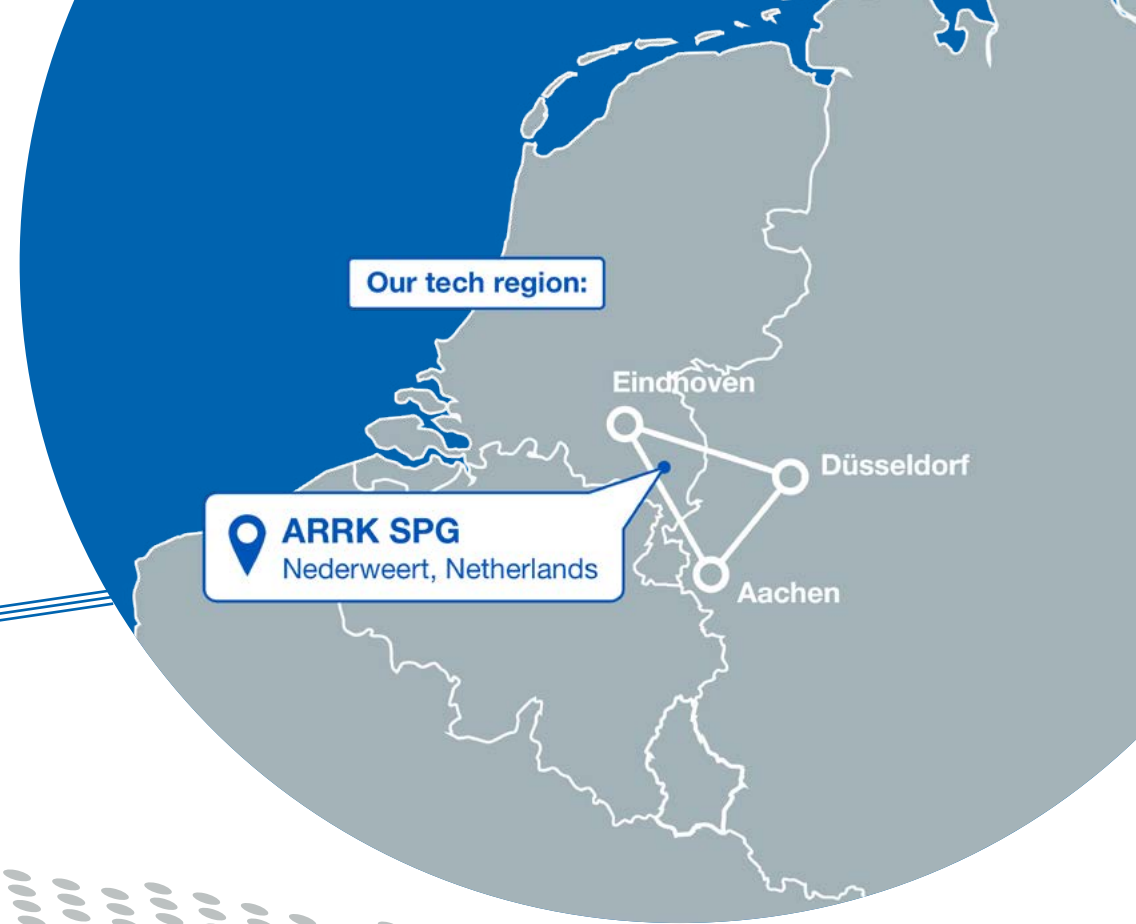 Our tech region:
Eindhoven
Düsseldorf
ARRK SPG
Nederweert, Netherlands
Aachen